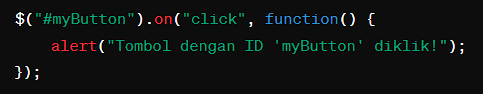 $("#myButton").on("click", function() {
    alert("Tombol dengan ID 'myButton' diklik!");
});